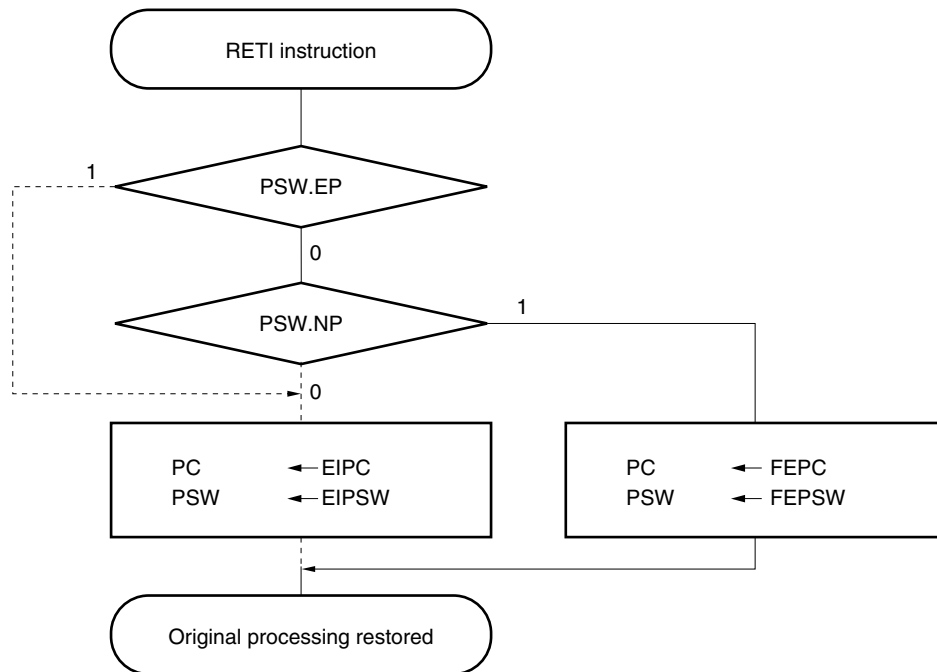 RETI instruction
1
PSW.EP
0
PSW.NP
1
0
PC ← EIPC
PSW ← EIPSW
PC ← FEPC
PSW ← FEPSW
Original processing restored